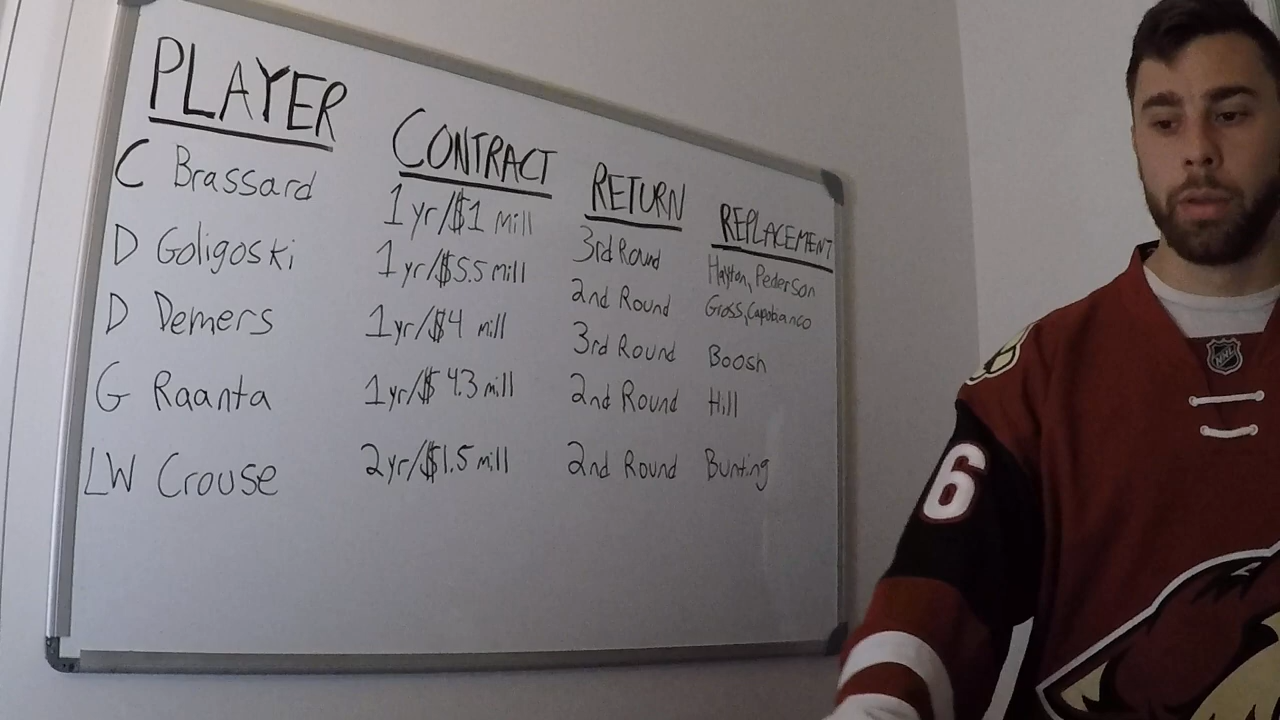 PLAYER CONTRACT RETURN REPLACEMENT
C Brassard 1 yr/$1 mill 3rd Round Hayton, Pederson
D Goligoski 1 yr/$5.5 mill 2nd Round Gross, Capobianco
D Demers 1 yr/$4 mill 3rd Round Boosh
G Raanta 1 yr/$4.3 mill 2nd Round Hill
LW Crouse 2 yr/$1.5 mill 2nd Round Bunting
NHL
6